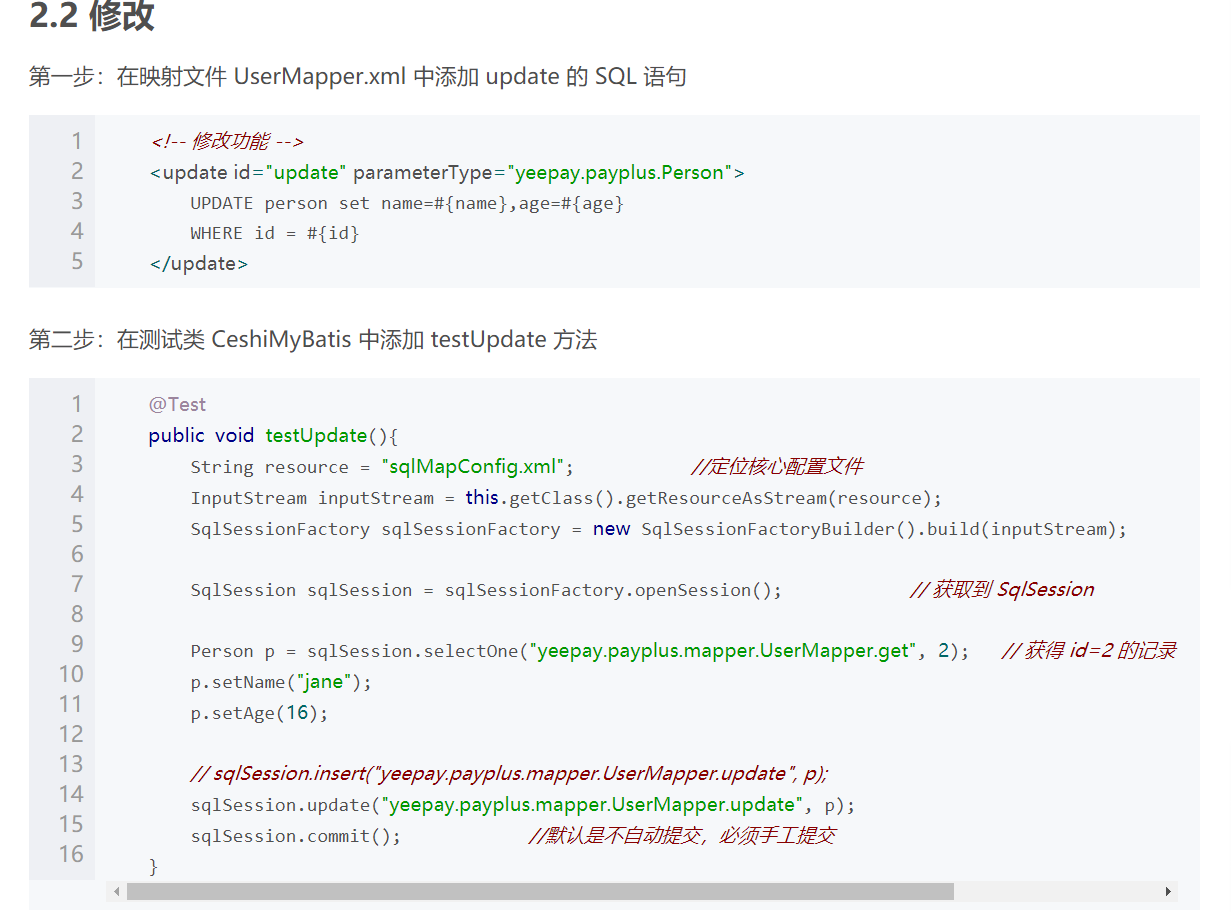 2.2 修改
第一步：在映射文件 UserMapper.xml 中添加 update 的 SQL 语句
1 <!-- 修改功能 -->
2 <update id="update" parameterType="yeepay.payplus.Person">
3 UPDATE person set name=#{name},age=#{age}
4 WHERE id = #{id}
5 </update>
第二步：在测试类 CeshiMyBatis 中添加 testUpdate 方法
1 @Test
2 public void testUpdate(){
3 String resource = "sqlMapConfig.xml"; //定位核心配置文件
4 InputStream inputStream = this.getClass().getResourceAsStream(resource);
5 SqlSessionFactory sqlSessionFactory = new SqlSessionFactoryBuilder().build(inputStream);
6
7 SqlSession sqlSession = sqlSessionFactory.openSession(); // 获取到 SqlSession
8
9 Person p = sqlSession.selectOne("yeepay.payplus.mapper.UserMapper.get", 2); // 获得 id=2 的记录
10 p.setName("jane");
11 p.setAge(16);
12
13 // sqlSession.insert("yeepay.payplus.mapper.UserMapper.update", p);
14 sqlSession.update("yeepay.payplus.mapper.UserMapper.update", p);
15 sqlSession.commit(); //默认是不自动提交，必须手工提交
16 }